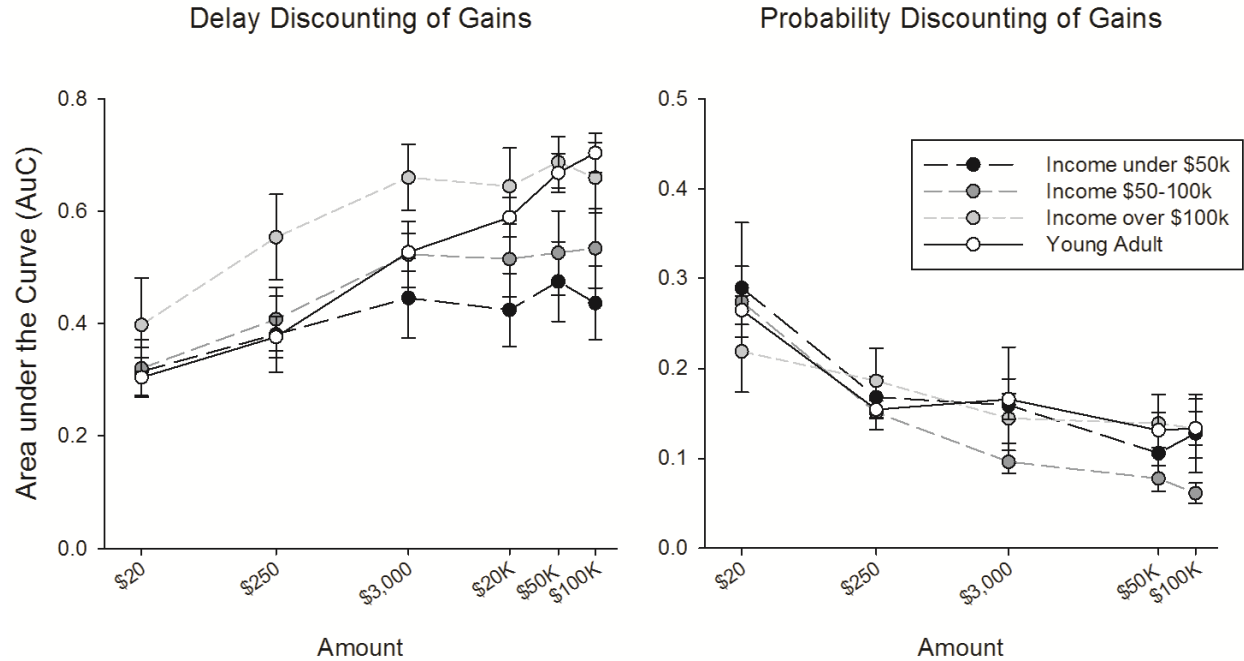 Delay Discounting of Gains
Probability Discounting of Gains
Area under the Curve (AuC)
0.8
0.6
0.4
0.2
0.0
$20
$250
$3,000
$20K
$50K
$100K
Amount
0.5
0.4
0.3
0.2
0.1
0.0
Income under $50k
Income $50-100k
Income over $100k
Young Adult
$20
$250
$3,000
$50K
$100K
Amount